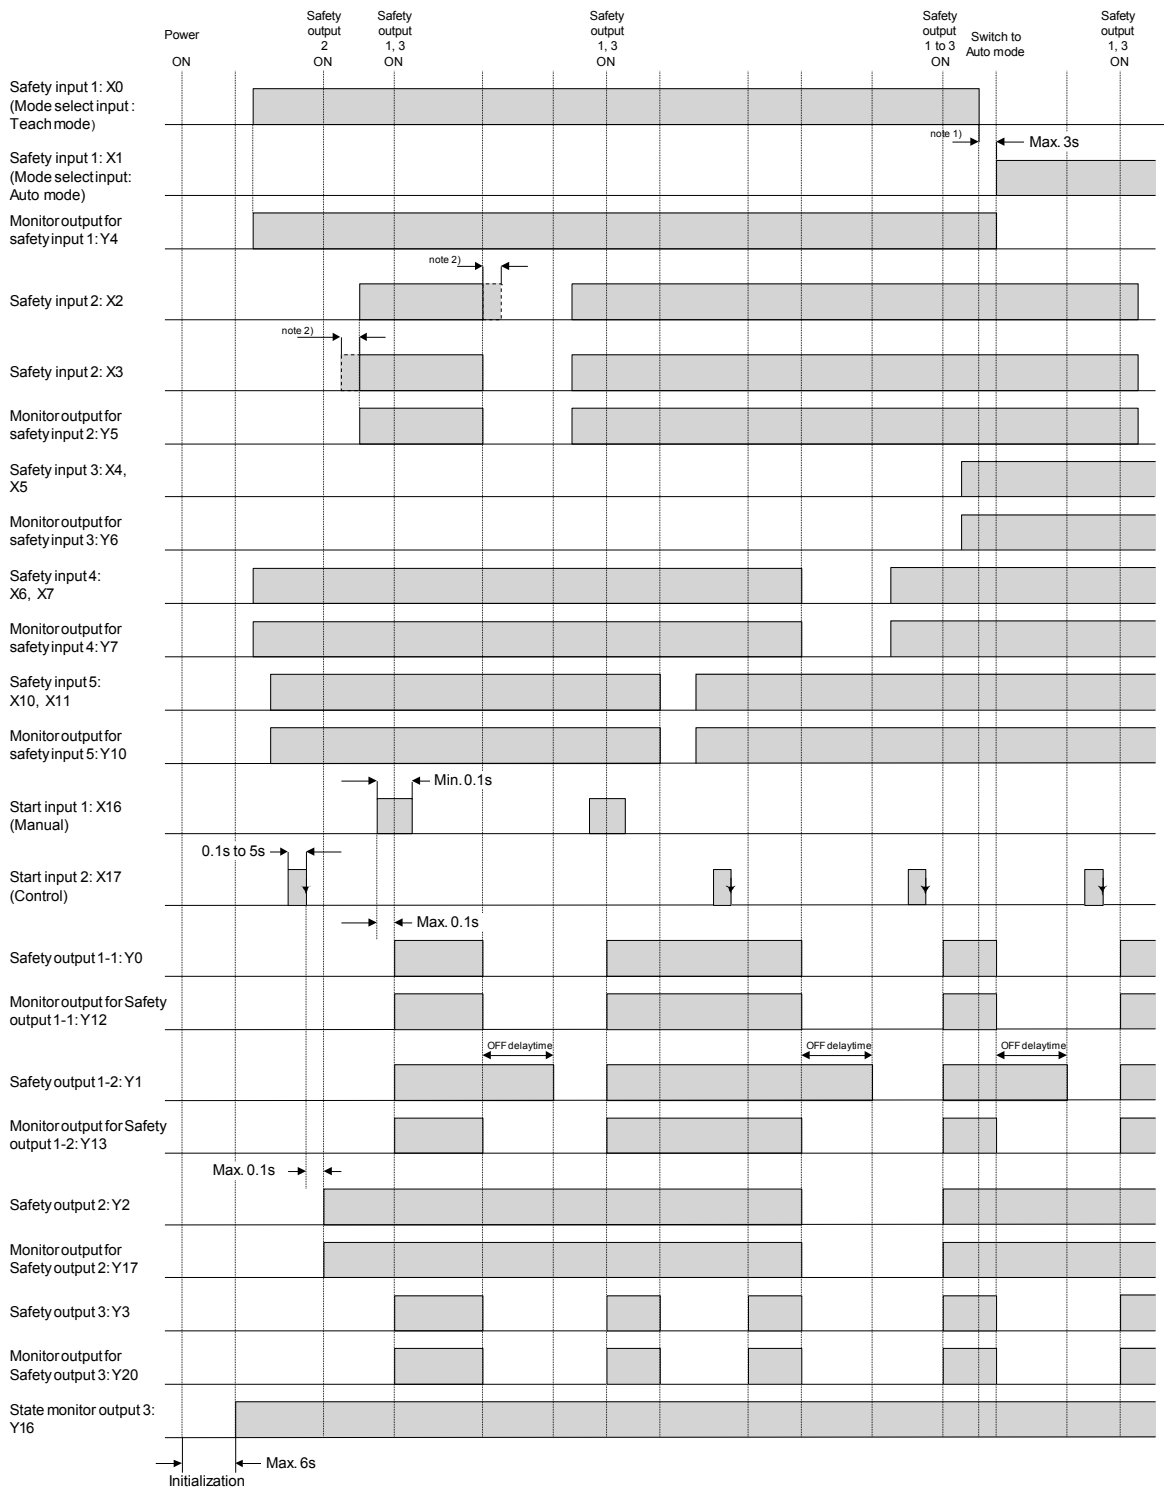 Power
ON
Safety
output
2
ON
Safety
output
1, 3
ON
Safety
output
1, 3
ON
Safety
output
1 to 3
ON
Switch to
Auto mode
Safety
output
1, 3
ON
Safety input 1: X0
(Mode select input :
Teach mode)
note 1)
Max. 3s
Safety input 1: X1
(Mode select input:
Auto mode)
Monitor output for
safety input 1: Y4
note 2)
Safety input 2: X2
note 2)
Safety input 2: X3
Monitor output for
safety input 2: Y5
Safety input 3: X4,
X5
Monitor output for
safety input 3: Y6
Safety input 4:
X6, X7
Monitor output for
safety input 4: Y7
Safety input 5:
X10, X11
Monitor output for
safety input 5: Y10
Min. 0.1s
Start input 1: X16
(Manual)
0.1s to 5s
Start input 2: X17
(Control)
Max. 0.1s
Safety output 1-1: Y0
Monitor output for Safety
output 1-1: Y12
OFF delay time
OFF delay time
OFF delay time
Safety output 1-2: Y1
Monitor output for Safety
output 1-2: Y13
Max. 0.1s
Safety output 2: Y2
Monitor output for
Safety output 2: Y17
Safety output 3: Y3
Monitor output for
Safety output 3: Y20
State monitor output 3:
Y16
Max. 6s
Initialization